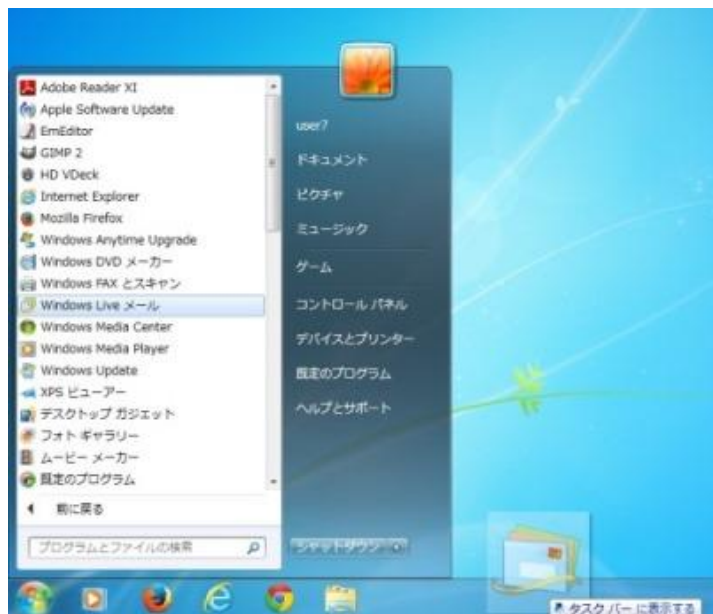 Adobe Reader XI
Apple Software Update
EmEditor
GIMP 2
HD VDeck
Internet Explorer
Mozilla Firefox
Windows Anytime Upgrade
Windows DVD メーカー
Windows FAX とスキャン
Windows Live メール
Windows Media Center
Windows Media Player
Windows Update
XPS ビューアー
デスクトップ ガジェット
フォト ギャラリー
ムービー メーカー
既定のプログラム
前に戻る
プログラムとファイルの検索
user7
ドキュメント
ピクチャ
ミュージック
ゲーム
コントロール パネル
デバイスとプリンター
既定のプログラム
ヘルプとサポート
シャットダウン
タスク バー に表示する